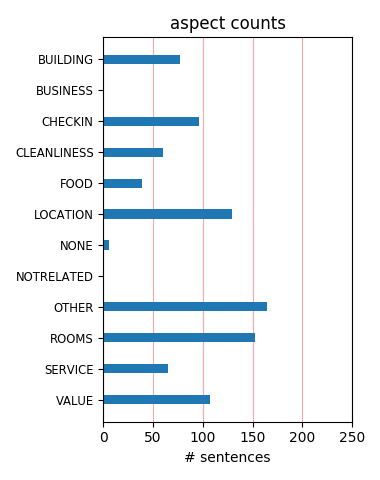 aspect counts
BUILDING
BUSINESS
CHECKIN
CLEANLINESS
FOOD
LOCATION
NONE
NOTRELATED
OTHER
ROOMS
SERVICE
VALUE
0 50 100 150 200 250
# sentences